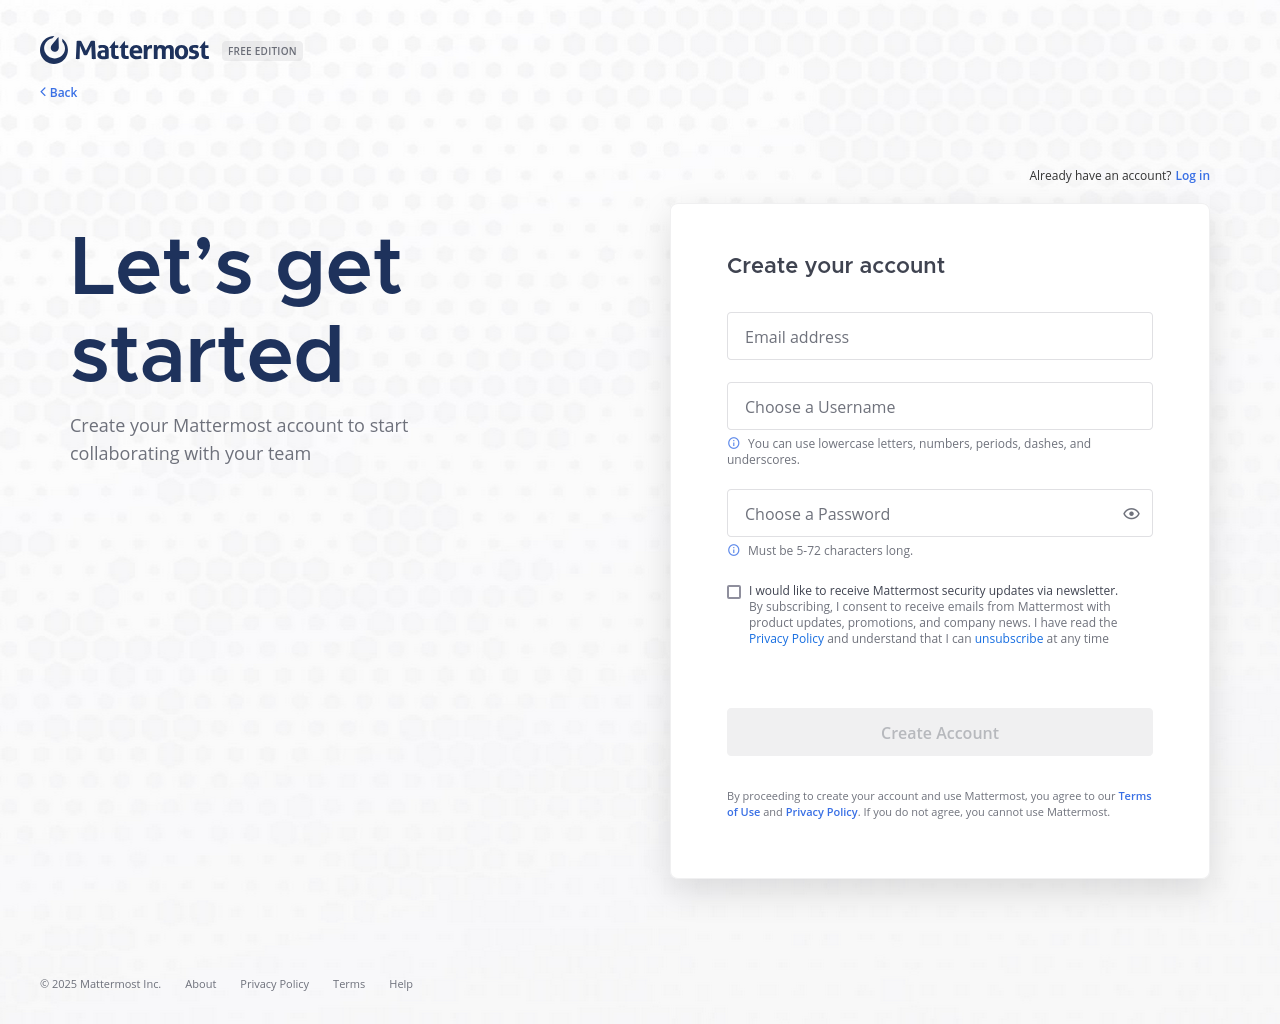 Mattermost FREE EDITION
Back
Already have an account? Log in
Let’s get
started
Create your Mattermost account to start
collaborating with your team
Create your account
Email address
Choose a Username
You can use lowercase letters, numbers, periods, dashes, and
underscores.
Choose a Password
Must be 5-72 characters long.
I would like to receive Mattermost security updates via newsletter.
By subscribing, I consent to receive emails from Mattermost with
product updates, promotions, and company news. I have read the
Privacy Policy and understand that I can unsubscribe at any time
Create Account
By proceeding to create your account and use Mattermost, you agree to our Terms
of Use and Privacy Policy. If you do not agree, you cannot use Mattermost.
© 2025 Mattermost Inc. About Privacy Policy Terms Help